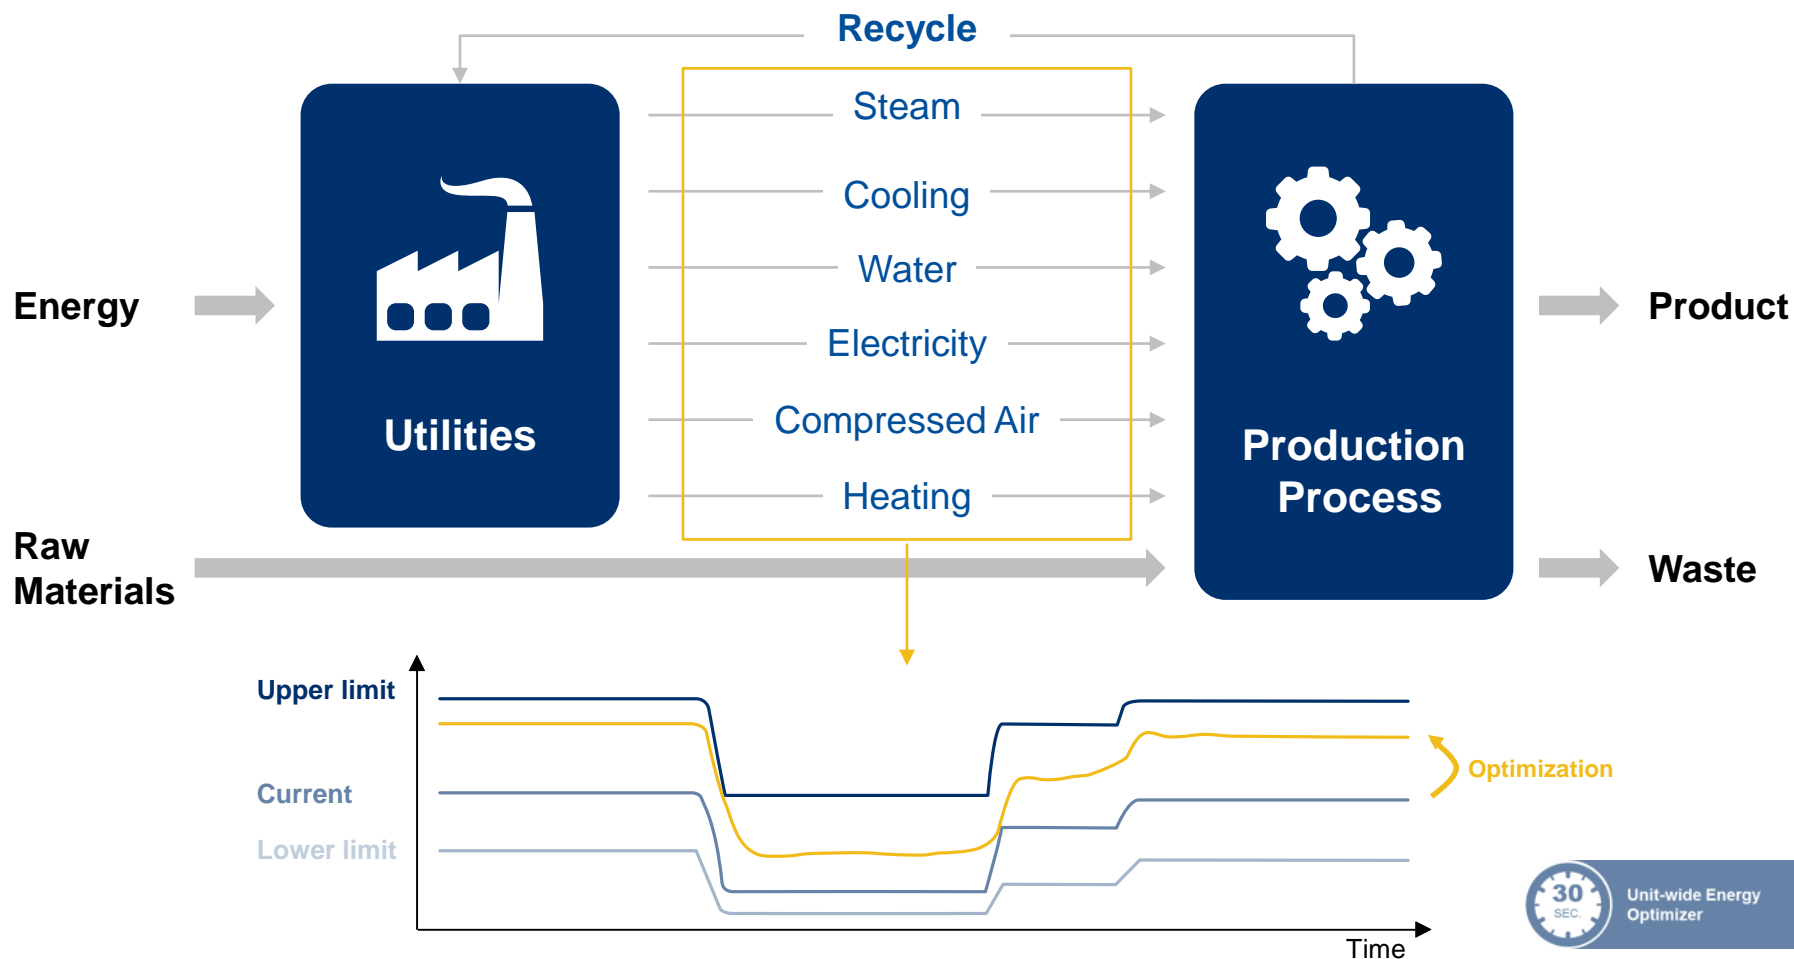 Recycle
Steam
Cooling
Water
Electricity
Compressed Air
Heating
Energy
Utilities
Production
Process
Product
Raw
Materials
Waste
Upper limit
Current
Lower limit
Optimization
Time
30
SEC.
Unit-wide Energy
Optimizer